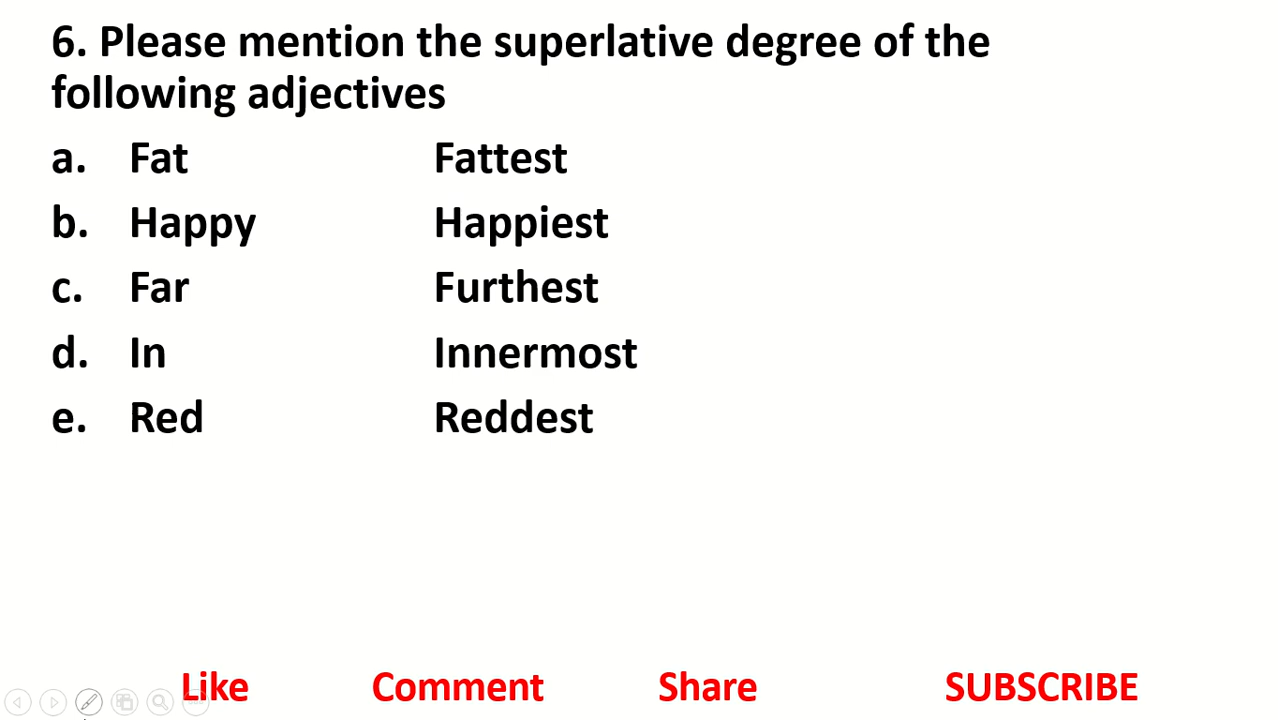 6. Please mention the superlative degree of the
following adjectives
a. Fat Fattest
b. Happy Happiest
c. Far Furthest
d. In Innermost
e. Red Reddest
Like Comment Share SUBSCRIBE